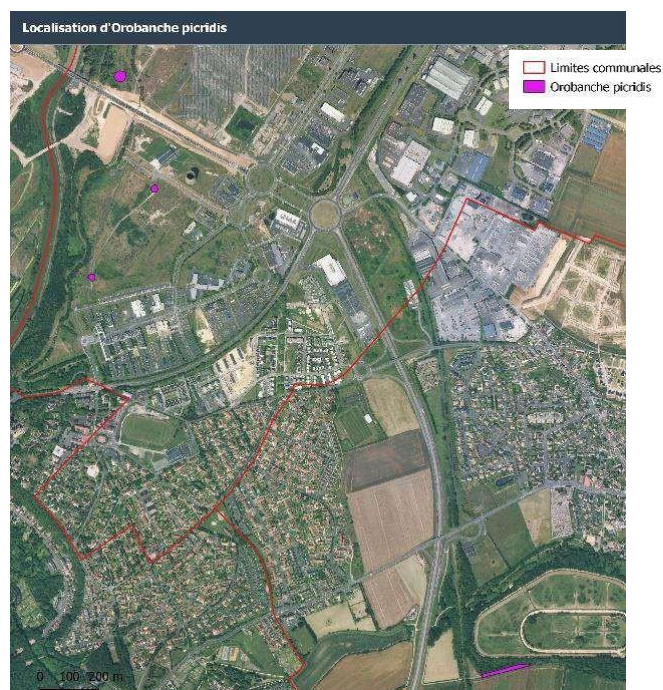 Localisation d'Orobanche picridis
Limites communales
Orobanche picridis
0 100 200 m